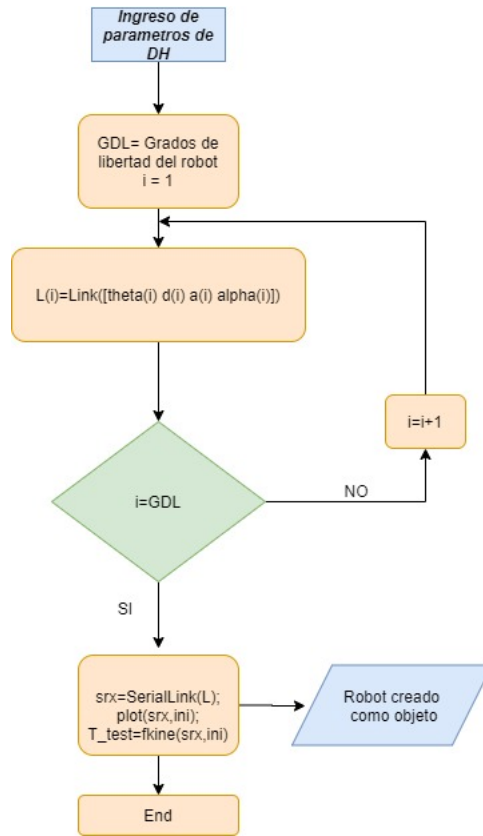 Ingreso de
parametros de
DH
GDL= Grados de
libertad del robot
i = 1
L(i)=Link([theta(i) d(i) a(i) alpha(i)])
i=i+1
i=GDL
NO
SI
srx=SerialLink(L);
plot(srx,ini);
T_test=fkine(srx,ini)
Robot creado
como objeto
End